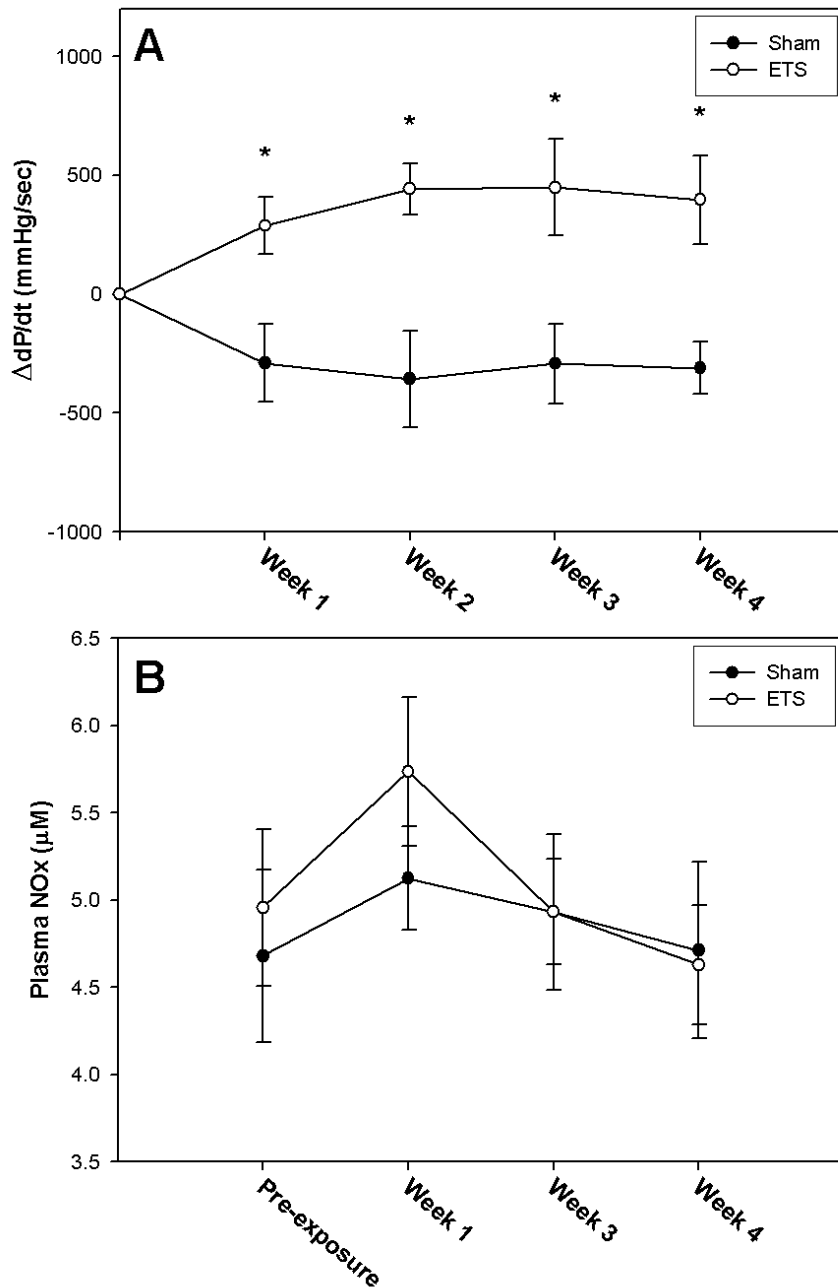 A
Sham
ETS
1000
500
0
-500
-1000
ΔdP/dt (mmHg/sec)
*
*
*
*
Week 1
Week 2
Week 3
Week 4
B
Sham
ETS
6.5
6.0
5.5
5.0
4.5
4.0
3.5
Plasma NOx (μM)
Pre-exposure
Week 1
Week 3
Week 4